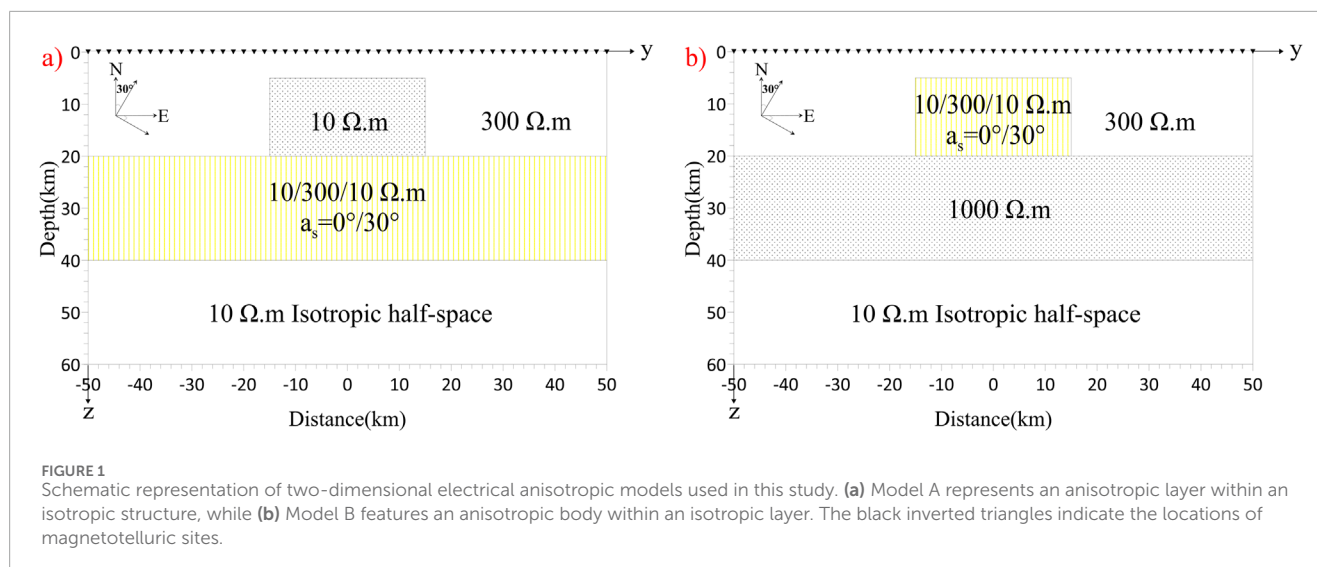 a)
0
y
N
30°
E
10
10 Ω.m
300 Ω.m
20
10/300/10 Ω.m
a_s=0°/30°
30
Depth(km)
40
50
10 Ω.m Isotropic half-space
60
-50 -40 -30 -20 -10 0 10 20 30 40 50
z
Distance(km)
b)
0
y
N
30°
E
10
10/300/10 Ω.m
a_s=0°/30°
300 Ω.m
20
30
1000 Ω.m
Depth(km)
40
50
10 Ω.m Isotropic half-space
60
-50 -40 -30 -20 -10 0 10 20 30 40 50
z
Distance(km)
FIGURE 1
Schematic representation of two-dimensional electrical anisotropic models used in this study. (a) Model A represents an anisotropic layer within an
isotropic structure, while (b) Model B features an anisotropic body within an isotropic layer. The black inverted triangles indicate the locations of
magnetotelluric sites.